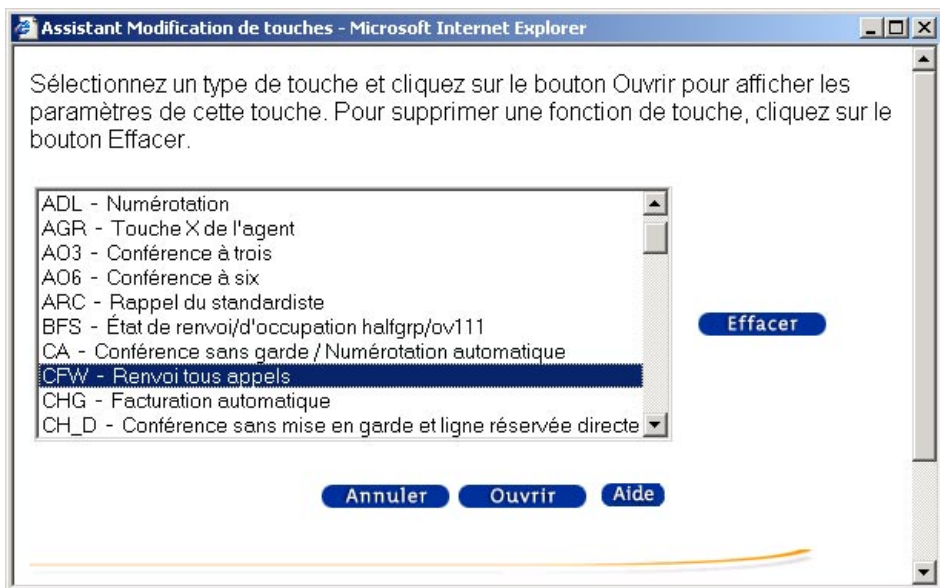 Assistant Modification de touches - Microsoft Internet Explorer
Sélectionnez un type de touche et cliquez sur le bouton Ouvrir pour afficher les
paramètres de cette touche. Pour supprimer une fonction de touche, cliquez sur le
bouton Effacer.
ADL - Numérotation
AGR - Touche X de l'agent
AO3 - Conférence à trois
AO6 - Conférence à six
ARC - Rappel du standardiste
BFS - État de renvoi/d'occupation halfgrp/ov111
CA - Conférence sans garde / Numérotation automatique
CFW - Renvoi tous appels
CHG - Facturation automatique
CH_D - Conférence sans mise en garde et ligne réservée directe
Effacer
Annuler Ouvrir Aide